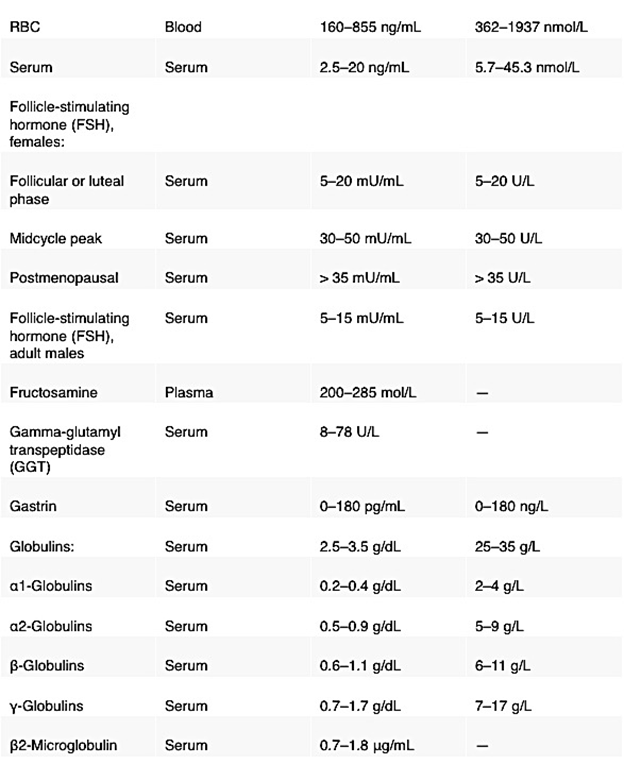 RBC Blood 160–855 ng/mL 362–1937 nmol/L
Serum Serum 2.5–20 ng/mL 5.7–45.3 nmol/L
Follicle-stimulating
hormone (FSH),
females:
Follicular or luteal Serum 5–20 mU/mL 5–20 U/L
phase
Midcycle peak Serum 30–50 mU/mL 30–50 U/L
Postmenopausal Serum > 35 mU/mL > 35 U/L
Follicle-stimulating Serum 5–15 mU/mL 5–15 U/L
hormone (FSH),
adult males
Fructosamine Plasma 200–285 mol/L —
Gamma-glutamyl Serum 8–78 U/L —
transpeptidase
(GGT)
Gastrin Serum 0–180 pg/mL 0–180 ng/L
Globulins: Serum 2.5–3.5 g/dL 25–35 g/L
α1-Globulins Serum 0.2–0.4 g/dL 2–4 g/L
α2-Globulins Serum 0.5–0.9 g/dL 5–9 g/L
β-Globulins Serum 0.6–1.1 g/dL 6–11 g/L
γ-Globulins Serum 0.7–1.7 g/dL 7–17 g/L
β2-Microglobulin Serum 0.7–1.8 μg/mL —